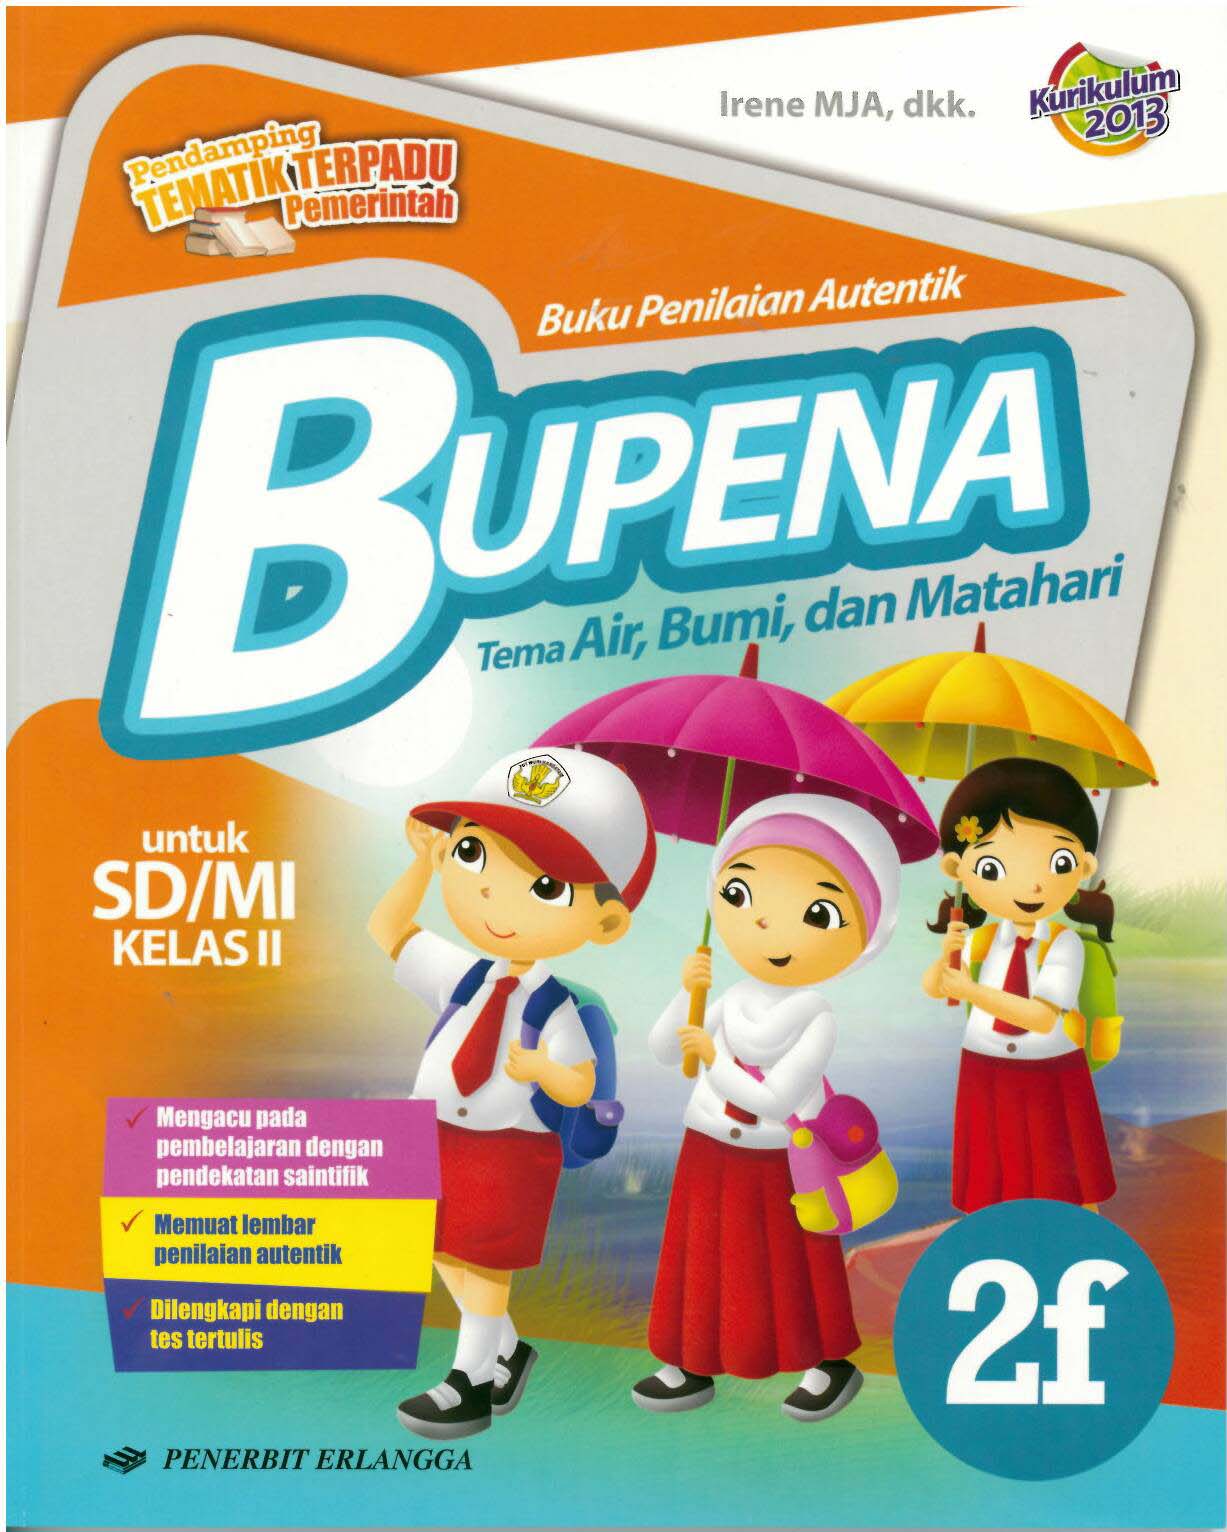 Irene MJA, dkk.
Kurikulum
2013
Pendamping
TEMATIK TERPADU
Pemerintah
Buku Penilaian Autentik
BUPENA
Tema Air, Bumi, dan Matahari
untuk
SD/MI
KELAS II
Mengacu pada
pembelajaran dengan
pendekatan saintifik
Memuat lembar
penilaian autentik
Dilengkapi dengan
tes tertulis
2f
PENERBIT ERLANGGA